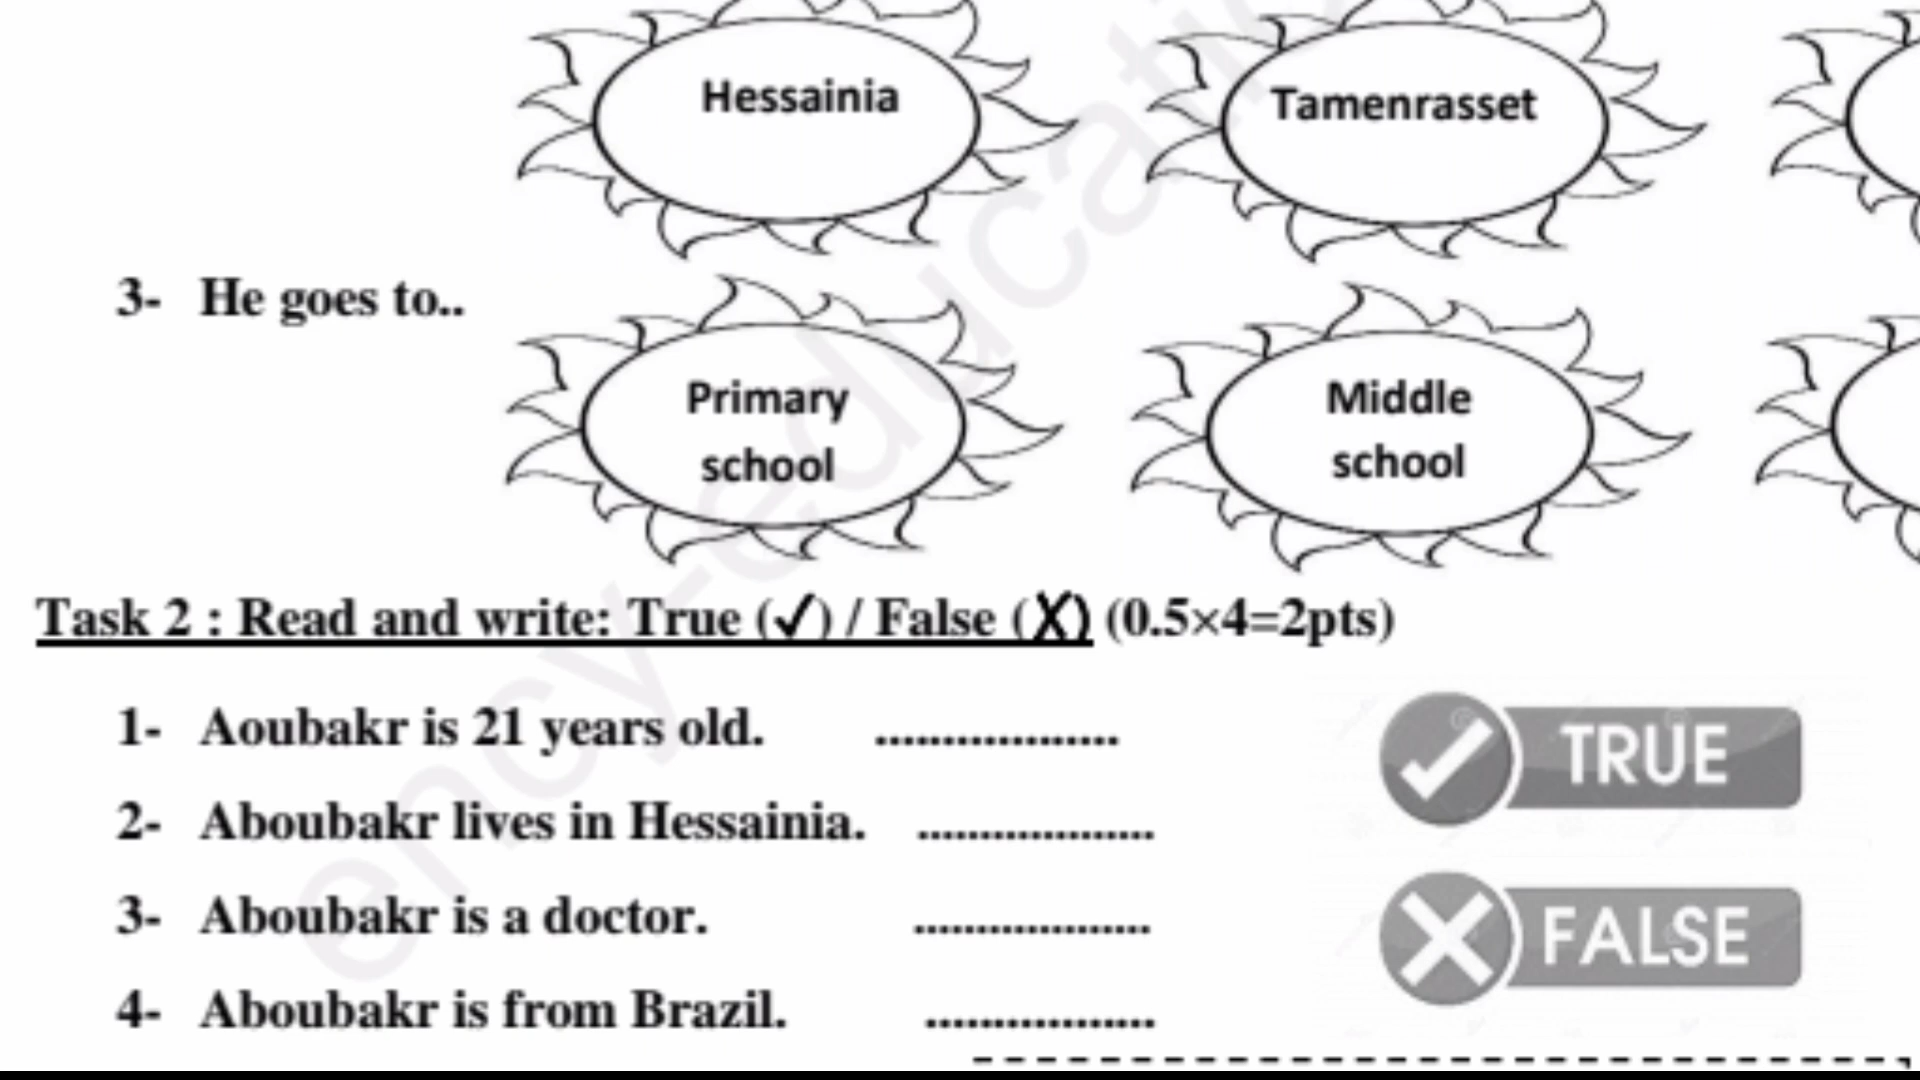 Hessainia
Tamenrasset
3- He goes to..
Primary
school
Middle
school
Task 2 : Read and write: True (✓) / False (X) (0.5×4=2pts)
1- Aoubakr is 21 years old. ..................
2- Aboubakr lives in Hessainia. ...................
3- Aboubakr is a doctor. ...................
4- Aboubakr is from Brazil. ..................
TRUE
FALSE
ency-educati